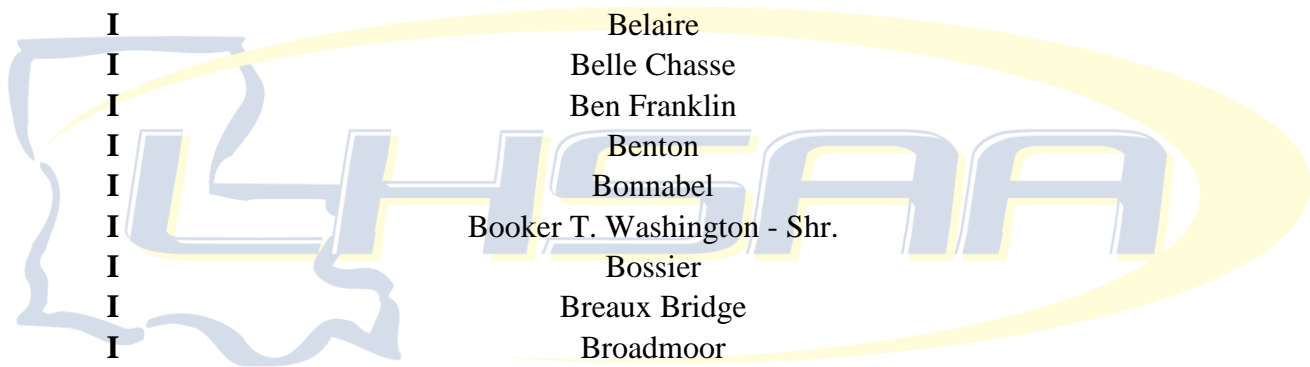 I Belaire
I Belle Chasse
I Ben Franklin
I Benton
I Bonnabel
I Booker T. Washington - Shr.
I Bossier
I Breaux Bridge
I Broadmoor
LHSAA